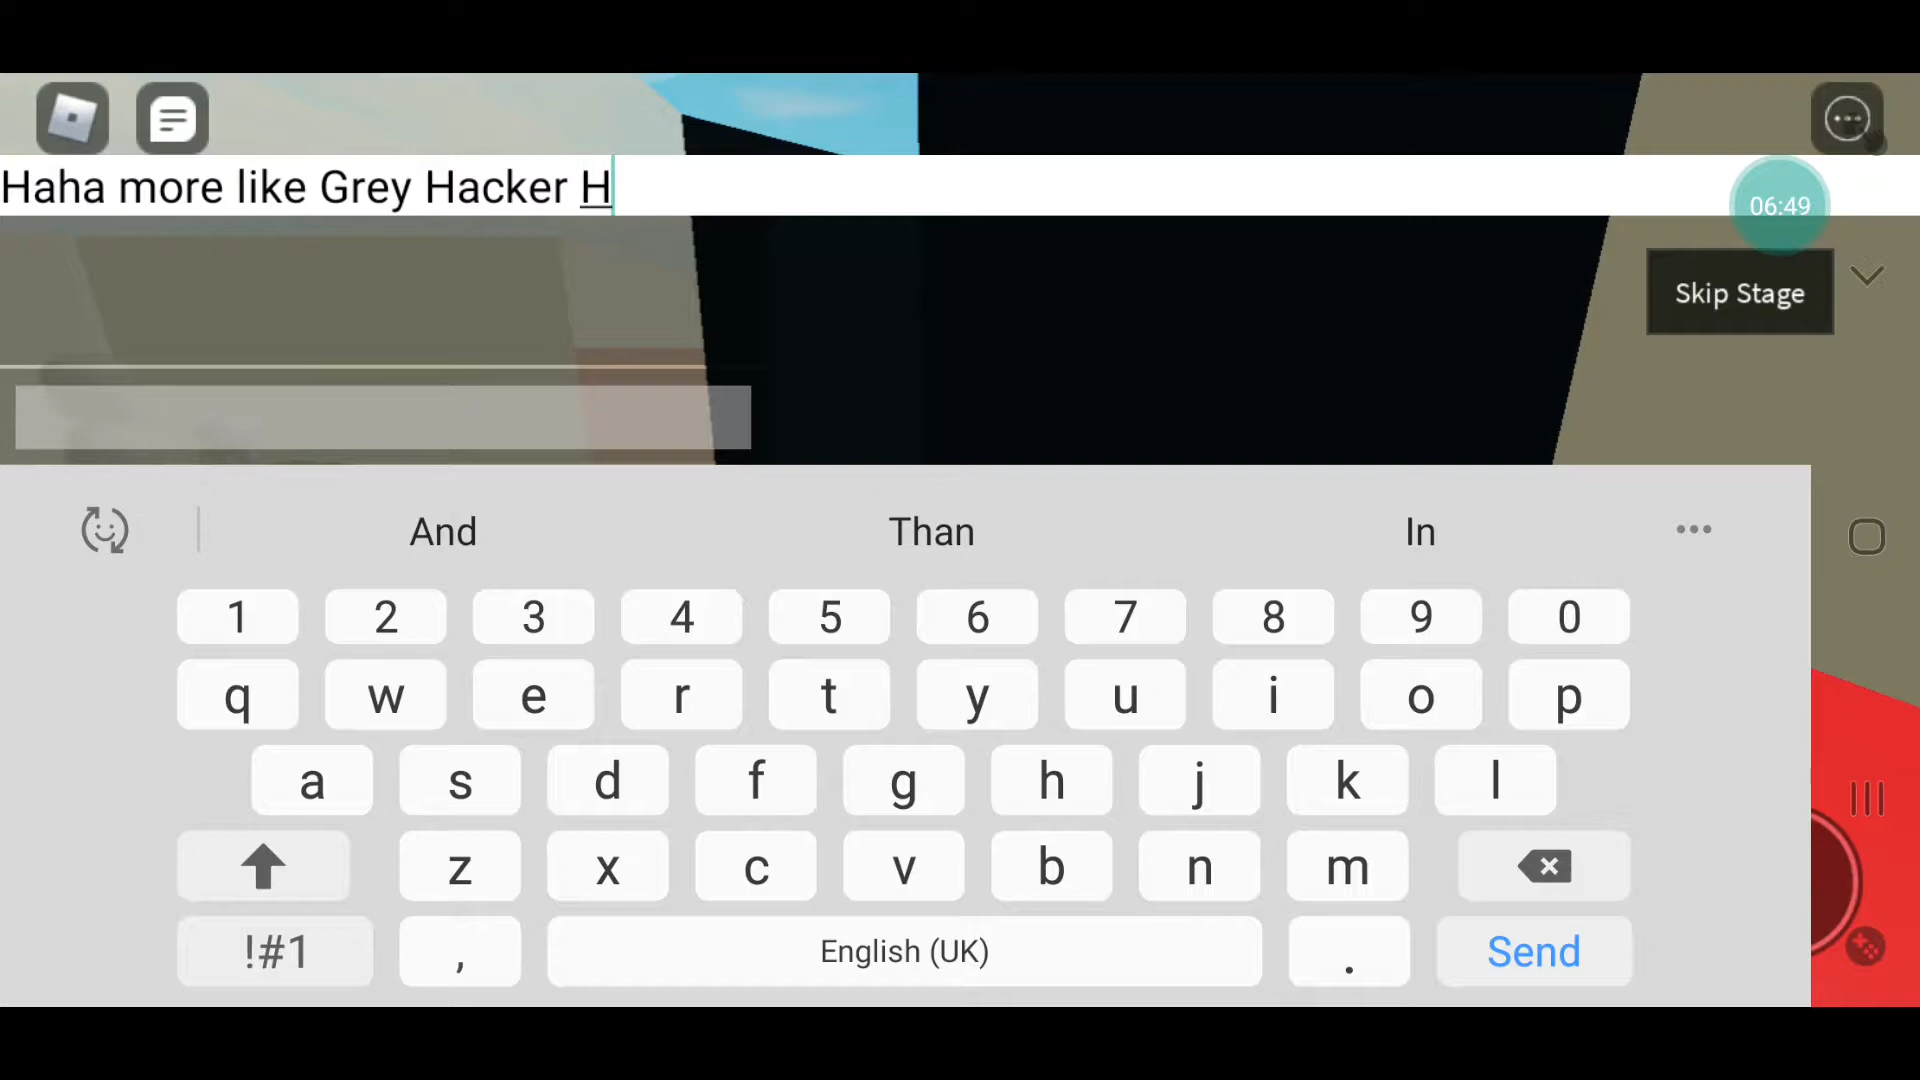 Haha more like Grey Hacker H
06:49
Skip Stage
And Than In
1 2 3 4 5 6 7 8 9 0
q w e r t y u i o p
a s d f g h j k l
z x c v b n m
!#1 , English (UK) . Send